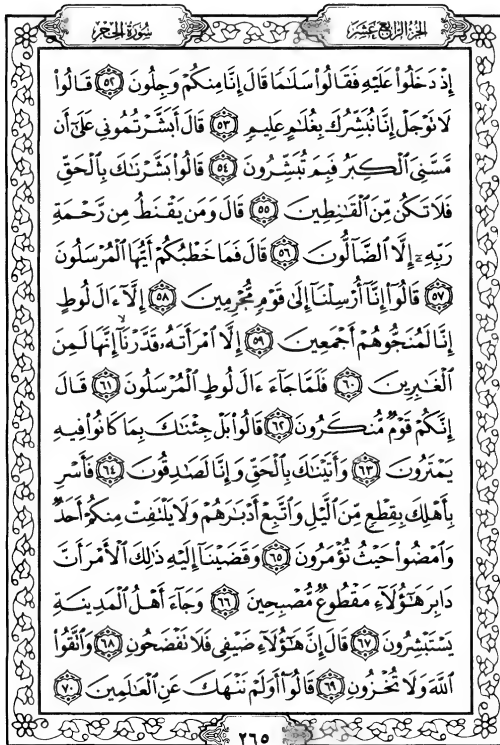 سُورَةُ الحِجْرِ
الجُزْءُ الرَّابِعُ عَشَر
إِذْ دَخَلُوا۟ عَلَيْهِ فَقَالُوا۟ سَلَـٰمًا قَالَ إِنَّا مِنكُمْ وَجِلُونَ ٥٢ قَالُوا۟
لَا تَوْجَلْ إِنَّا نُبَشِّرُكَ بِغُلَـٰمٍ عَلِيمٍ ٥٣ قَالَ أَبَشَّرْتُمُونِى عَلَىٰٓ أَن
مَّسَّنِىَ ٱلْكِبَرُ فَبِمَ تُبَشِّرُونَ ٥٤ قَالُوا۟ بَشَّرْنَـٰكَ بِٱلْحَقِّ
فَلَا تَكُن مِّنَ ٱلْقَـٰنِطِينَ ٥٥ قَالَ وَمَن يَقْنَطُ مِن رَّحْمَةِ
رَبِّهِۦٓ إِلَّا ٱلضَّآلُّونَ ٥٦ قَالَ فَمَا خَطْبُكُمْ أَيُّهَا ٱلْمُرْسَلُونَ
٥٧ قَالُوٓا۟ إِنَّآ أُرْسِلْنَآ إِلَىٰ قَوْمٍ مُّجْرِمِينَ ٥٨ إِلَّآ ءَالَ لُوطٍ
إِنَّا لَمُنَجُّوهُمْ أَجْمَعِينَ ٥٩ إِلَّا ٱمْرَأَتَهُۥ قَدَّرْنَآ إِنَّهَا لَمِنَ
ٱلْغَـٰبِرِينَ ٦٠ فَلَمَّا جَآءَ ءَالَ لُوطٍ ٱلْمُرْسَلُونَ ٦١ قَالَ
إِنَّكُمْ قَوْمٌ مُّنكَرُونَ ٦٢ قَالُوا۟ بَلْ جِئْنَـٰكَ بِمَا كَانُوا۟ فِيهِ
يَمْتَرُونَ ٦٣ وَأَتَيْنَـٰكَ بِٱلْحَقِّ وَإِنَّا لَصَـٰدِقُونَ ٦٤ فَأَسْرِ
بِأَهْلِكَ بِقِطْعٍ مِّنَ ٱلَّيْلِ وَٱتَّبِعْ أَدْبَـٰرَهُمْ وَلَا يَلْتَفِتْ مِنكُمْ أَحَدٌ
وَٱمْضُوا۟ حَيْثُ تُؤْمَرُونَ ٦٥ وَقَضَيْنَآ إِلَيْهِ ذَٰلِكَ ٱلْأَمْرَ أَنَّ
دَابِرَ هَـٰٓؤُلَآءِ مَقْطُوعٌ مُّصْبِحِينَ ٦٦ وَجَآءَ أَهْلُ ٱلْمَدِينَةِ
يَسْتَبْشِرُونَ ٦٧ قَالَ إِنَّ هَـٰٓؤُلَآءِ ضَيْفِى فَلَا تَفْضَحُونِ ٦٨ وَٱتَّقُوا۟
ٱللَّهَ وَلَا تُخْزُونِ ٦٩ قَالُوٓا۟ أَوَلَمْ نَنْهَكَ عَنِ ٱلْعَـٰلَمِينَ ٧٠
٢٦٥